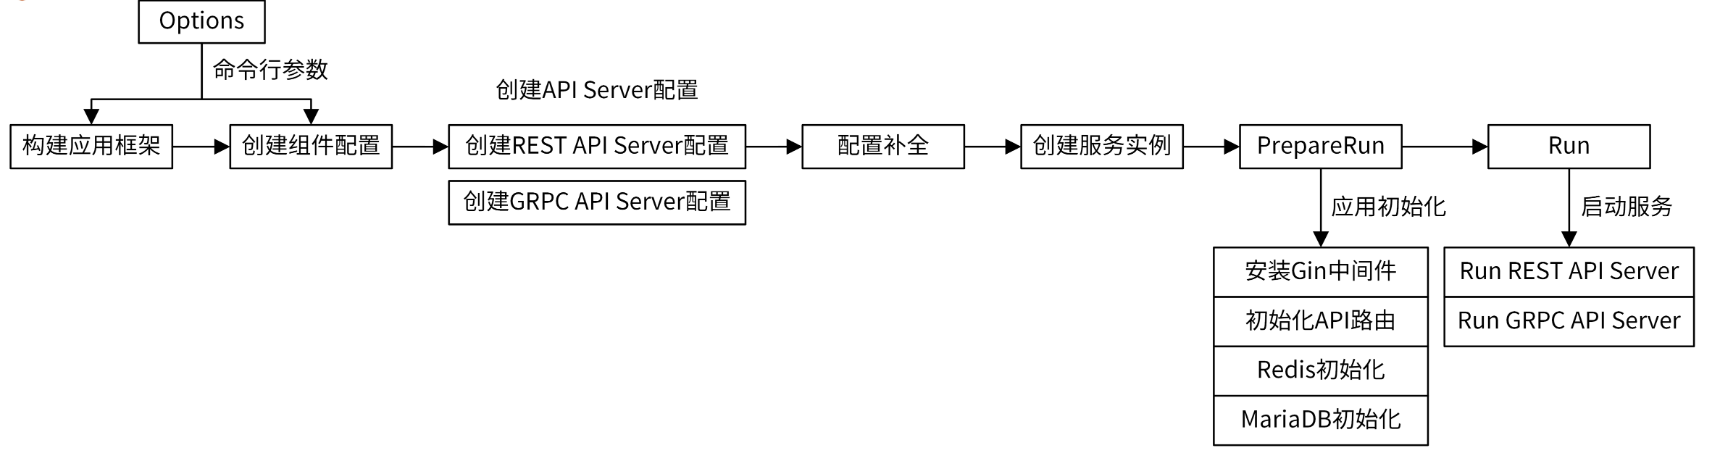 Options
命令行参数
创建API Server配置
构建应用框架
创建组件配置
创建REST API Server配置
配置补全
创建服务实例
PrepareRun
Run
创建GRPC API Server配置
应用初始化
启动服务
安装Gin中间件
Run REST API Server
初始化API路由
Run GRPC API Server
Redis初始化
MariaDB初始化